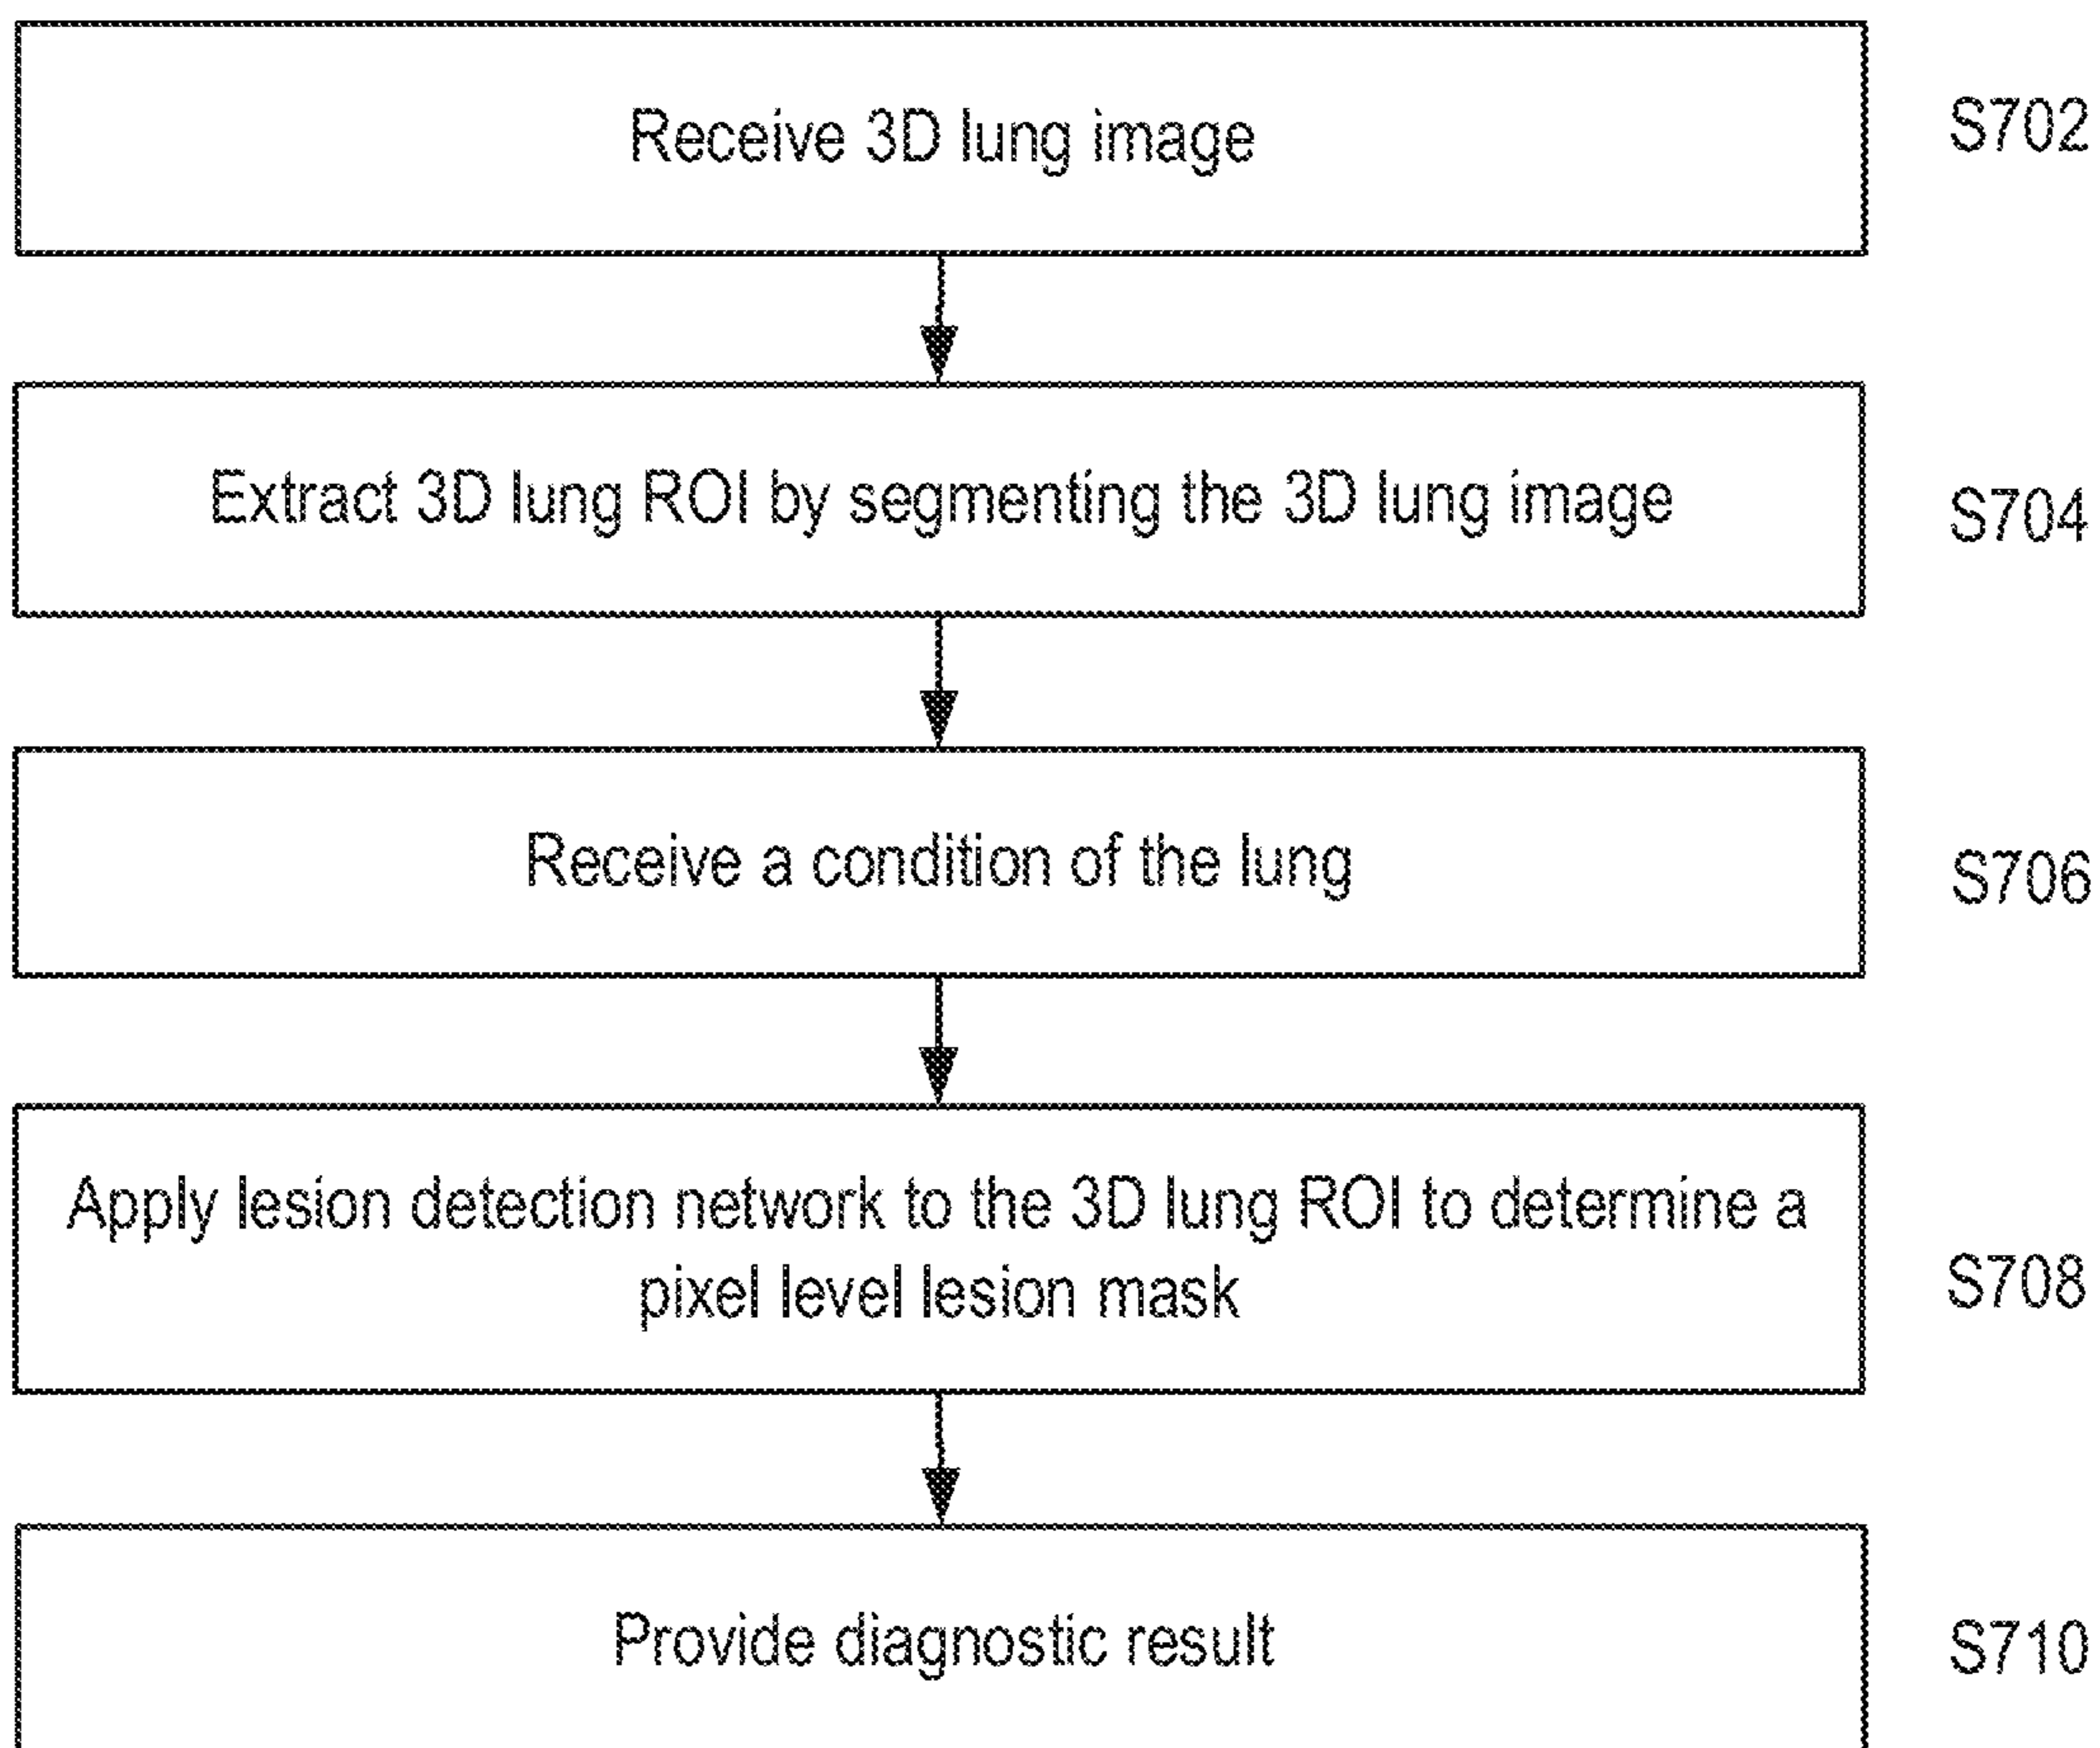 Receive 3D lung image
S702
Extract 3D lung ROI by segmenting the 3D lung image
S704
Receive a condition of the lung
S706
Apply lesion detection network to the 3D lung ROI to determine a
pixel level lesion mask
S708
Provide diagnostic result
S710